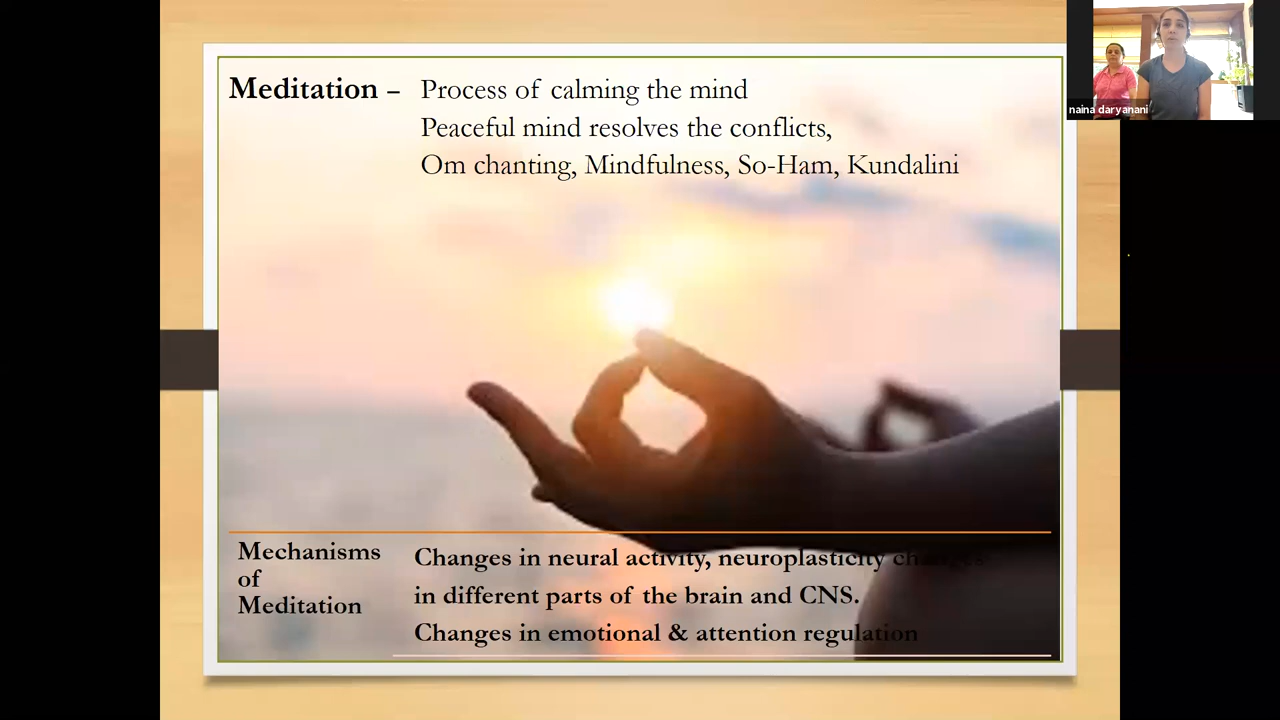 Meditation – Process of calming the mind
Peaceful mind resolves the conflicts,
Om chanting, Mindfulness, So-Ham, Kundalini
Mechanisms
of
Meditation
Changes in neural activity, neuroplasticity changes
in different parts of the brain and CNS.
Changes in emotional & attention regulation
naina daryanani